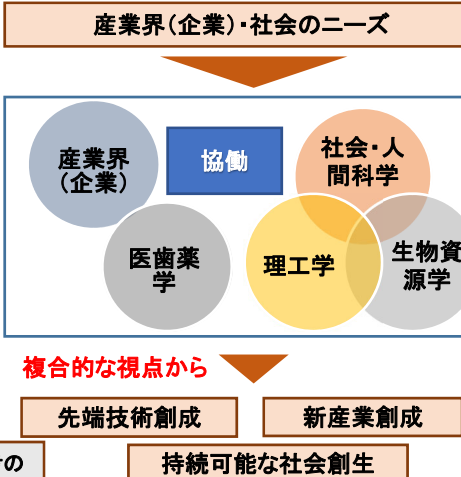 産業界(企業)・社会のニーズ
産業界
(企業)
協働
社会・人
間科学
医歯薬
学
理工学
生物資
源学
複合的な視点から
先端技術創成
新産業創成
の
持続可能な社会創生